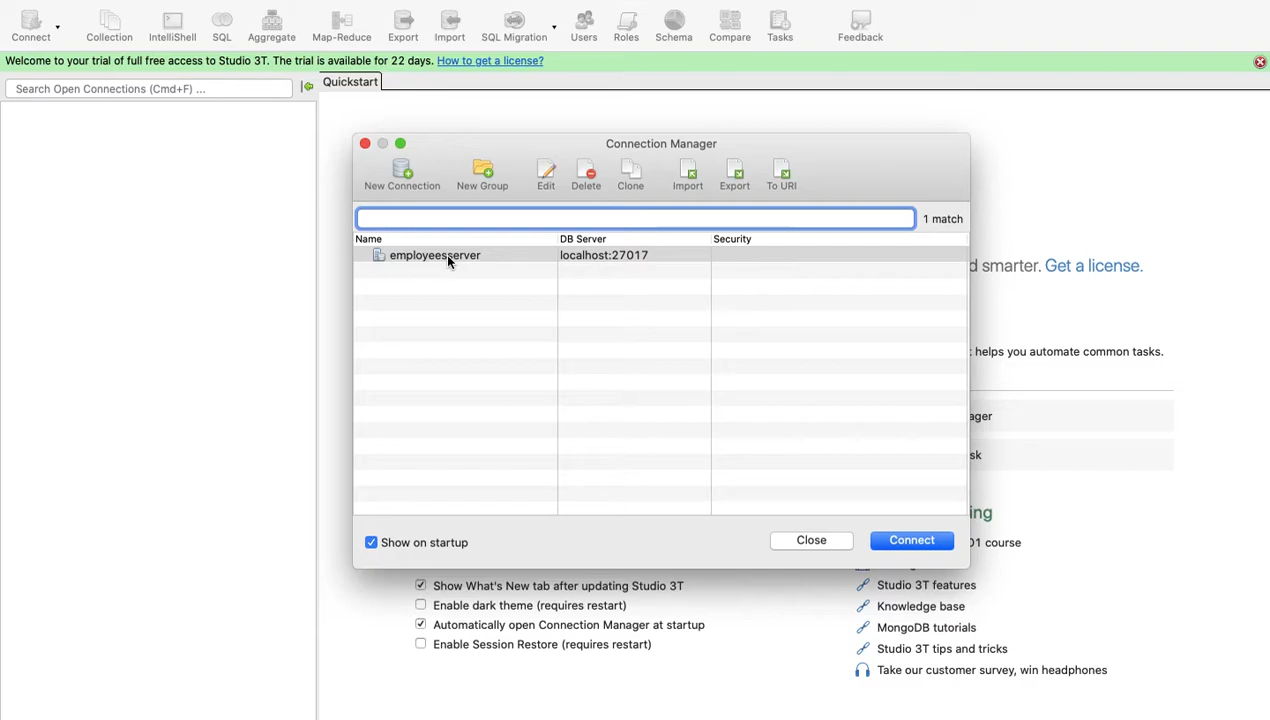 Connect
Collection
IntelliShell
SQL
Aggregate
Map-Reduce
Export
Import
SQL Migration
Users
Roles
Schema
Compare
Tasks
Feedback
Welcome to your trial of full free access to Studio 3T. The trial is available for 22 days. How to get a license?
Search Open Connections (Cmd+F) ...
Quickstart
Connection Manager
New Connection
New Group
Edit
Delete
Clone
Import
Export
To URI
1 match
Name
DB Server
Security
employeesserver
localhost:27017
d smarter. Get a license.
helps you automate common tasks.
ager
sk
ing
01 course
Show on startup
Close
Connect
Show What's New tab after updating Studio 3T
Enable dark theme (requires restart)
Automatically open Connection Manager at startup
Enable Session Restore (requires restart)
Studio 3T features
Knowledge base
MongoDB tutorials
Studio 3T tips and tricks
Take our customer survey, win headphones